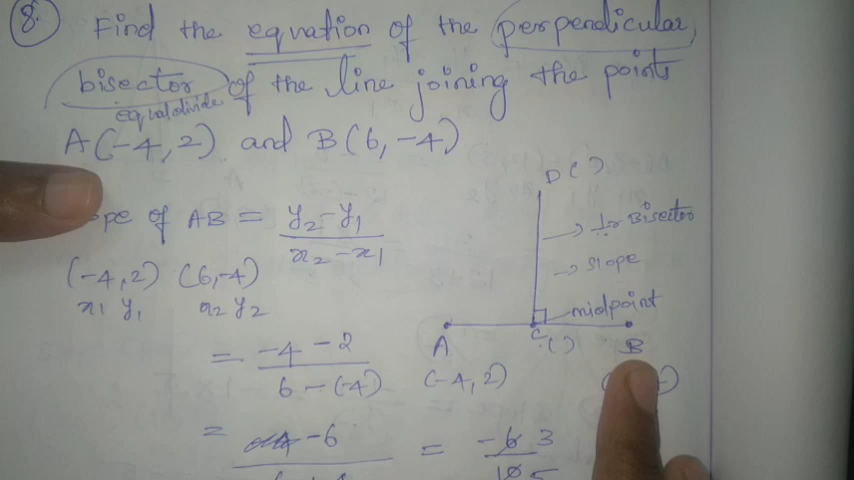 8. Find the equation of the perpendicular
bisector of the line joining the points
equal divide
A(-4,2) and B(6,-4)
D( )
pe of AB = y2-y1
x2-x1
→ ⊥r Bisector
→ slope
(-4,2) (6,-4)
x1 y1 x2 y2
midpoint
= -4 - 2
6 - (-4)
A C ( ) B
(-4,2)
= -6 = -6 3
10 5